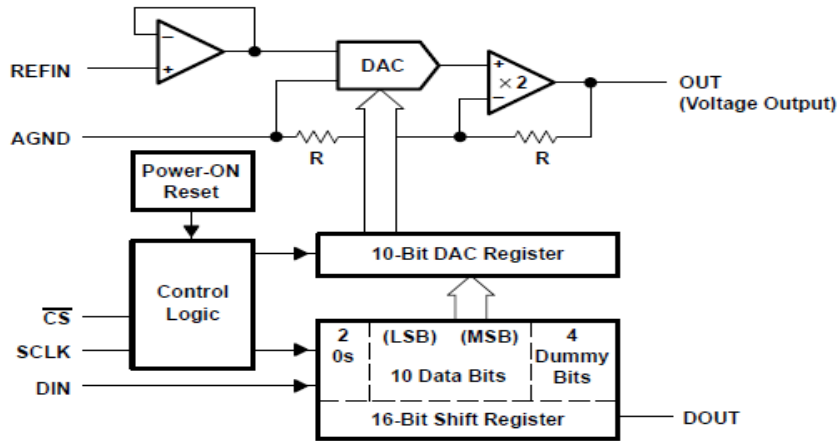 REFIN
−
+
DAC
+
× 2
−
OUT
(Voltage Output)
AGND
R
R
Power-ON
Reset
10-Bit DAC Register
Control
Logic
CS
SCLK
DIN
2
0s
(LSB) (MSB)
10 Data Bits
4
Dummy
Bits
16-Bit Shift Register
DOUT